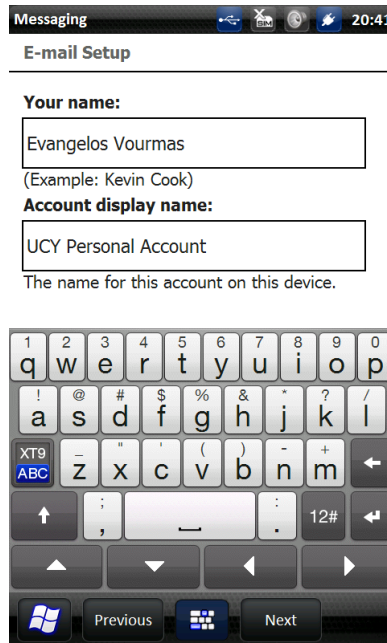 Messaging 20:41
E-mail Setup
Your name:
Evangelos Vourmas
(Example: Kevin Cook)
Account display name:
UCY Personal Account
The name for this account on this device.
1 2 3 4 5 6 7 8 9 0
q w e r t y u i o p
! @ # $ % & * ? /
a s d f g h j k l
XT9 _ " ' ( ) - +
ABC z x c v b n m
; :
, . 12#
Previous Next